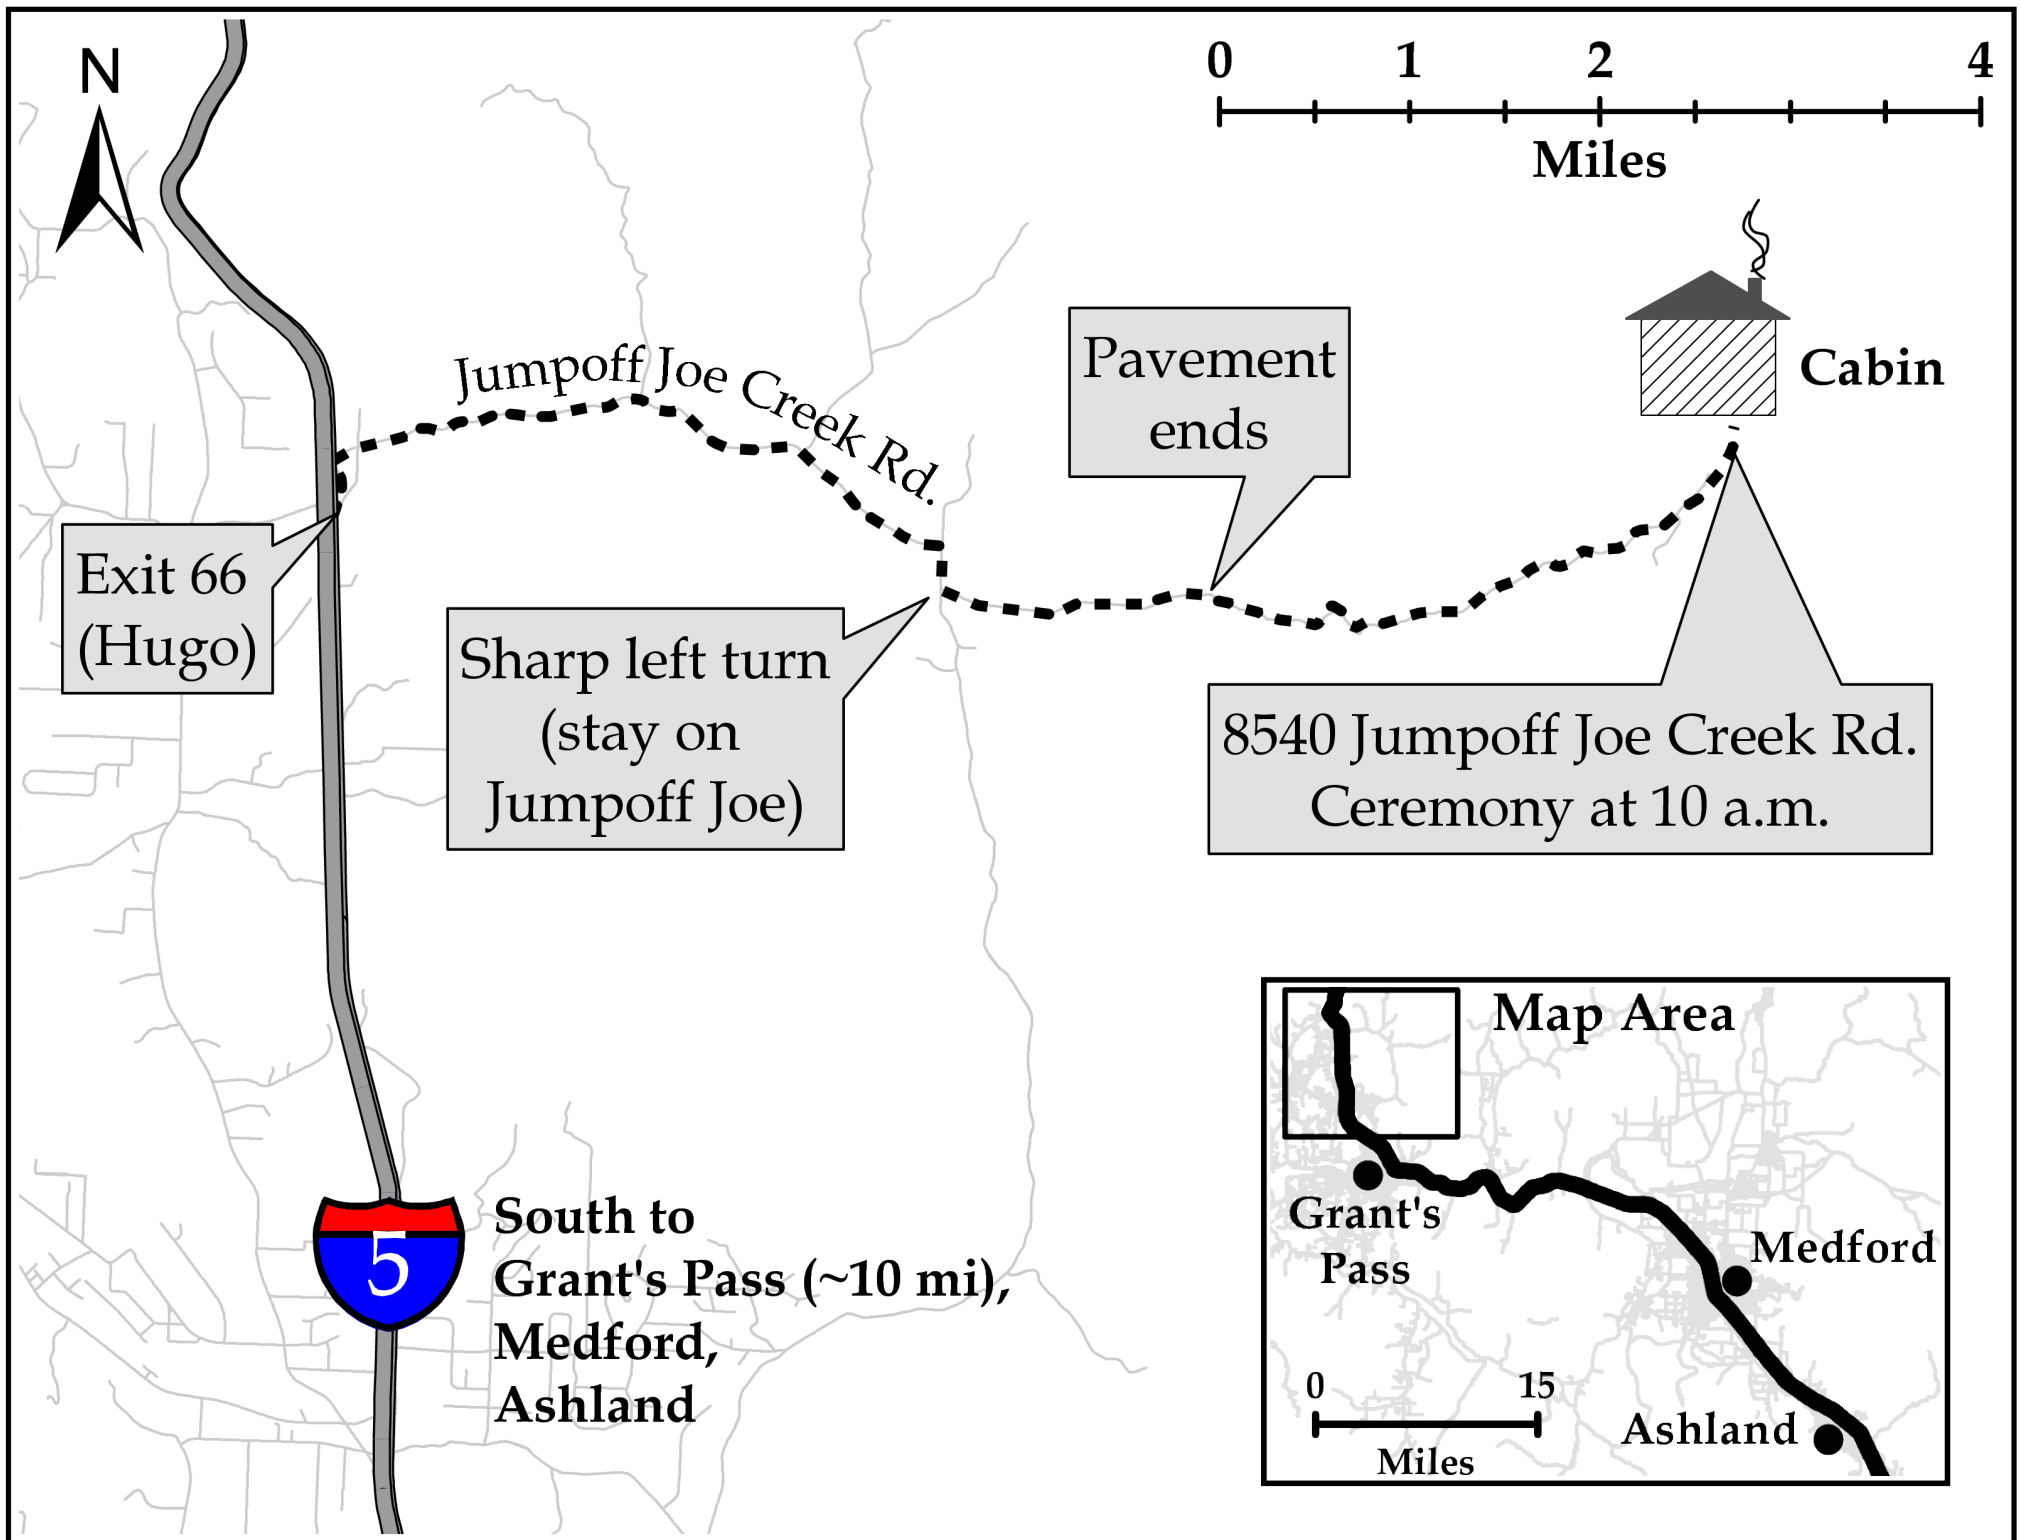 N
0 1 2 4
Miles
Jumpoff Joe Creek Rd.
Pavement
ends
Cabin
Exit 66
(Hugo)
Sharp left turn
(stay on
Jumpoff Joe)
8540 Jumpoff Joe Creek Rd.
Ceremony at 10 a.m.
5
South to
Grant's Pass (~10 mi),
Medford,
Ashland
Map Area
Grant's
Pass
Medford
Ashland
0 15
Miles